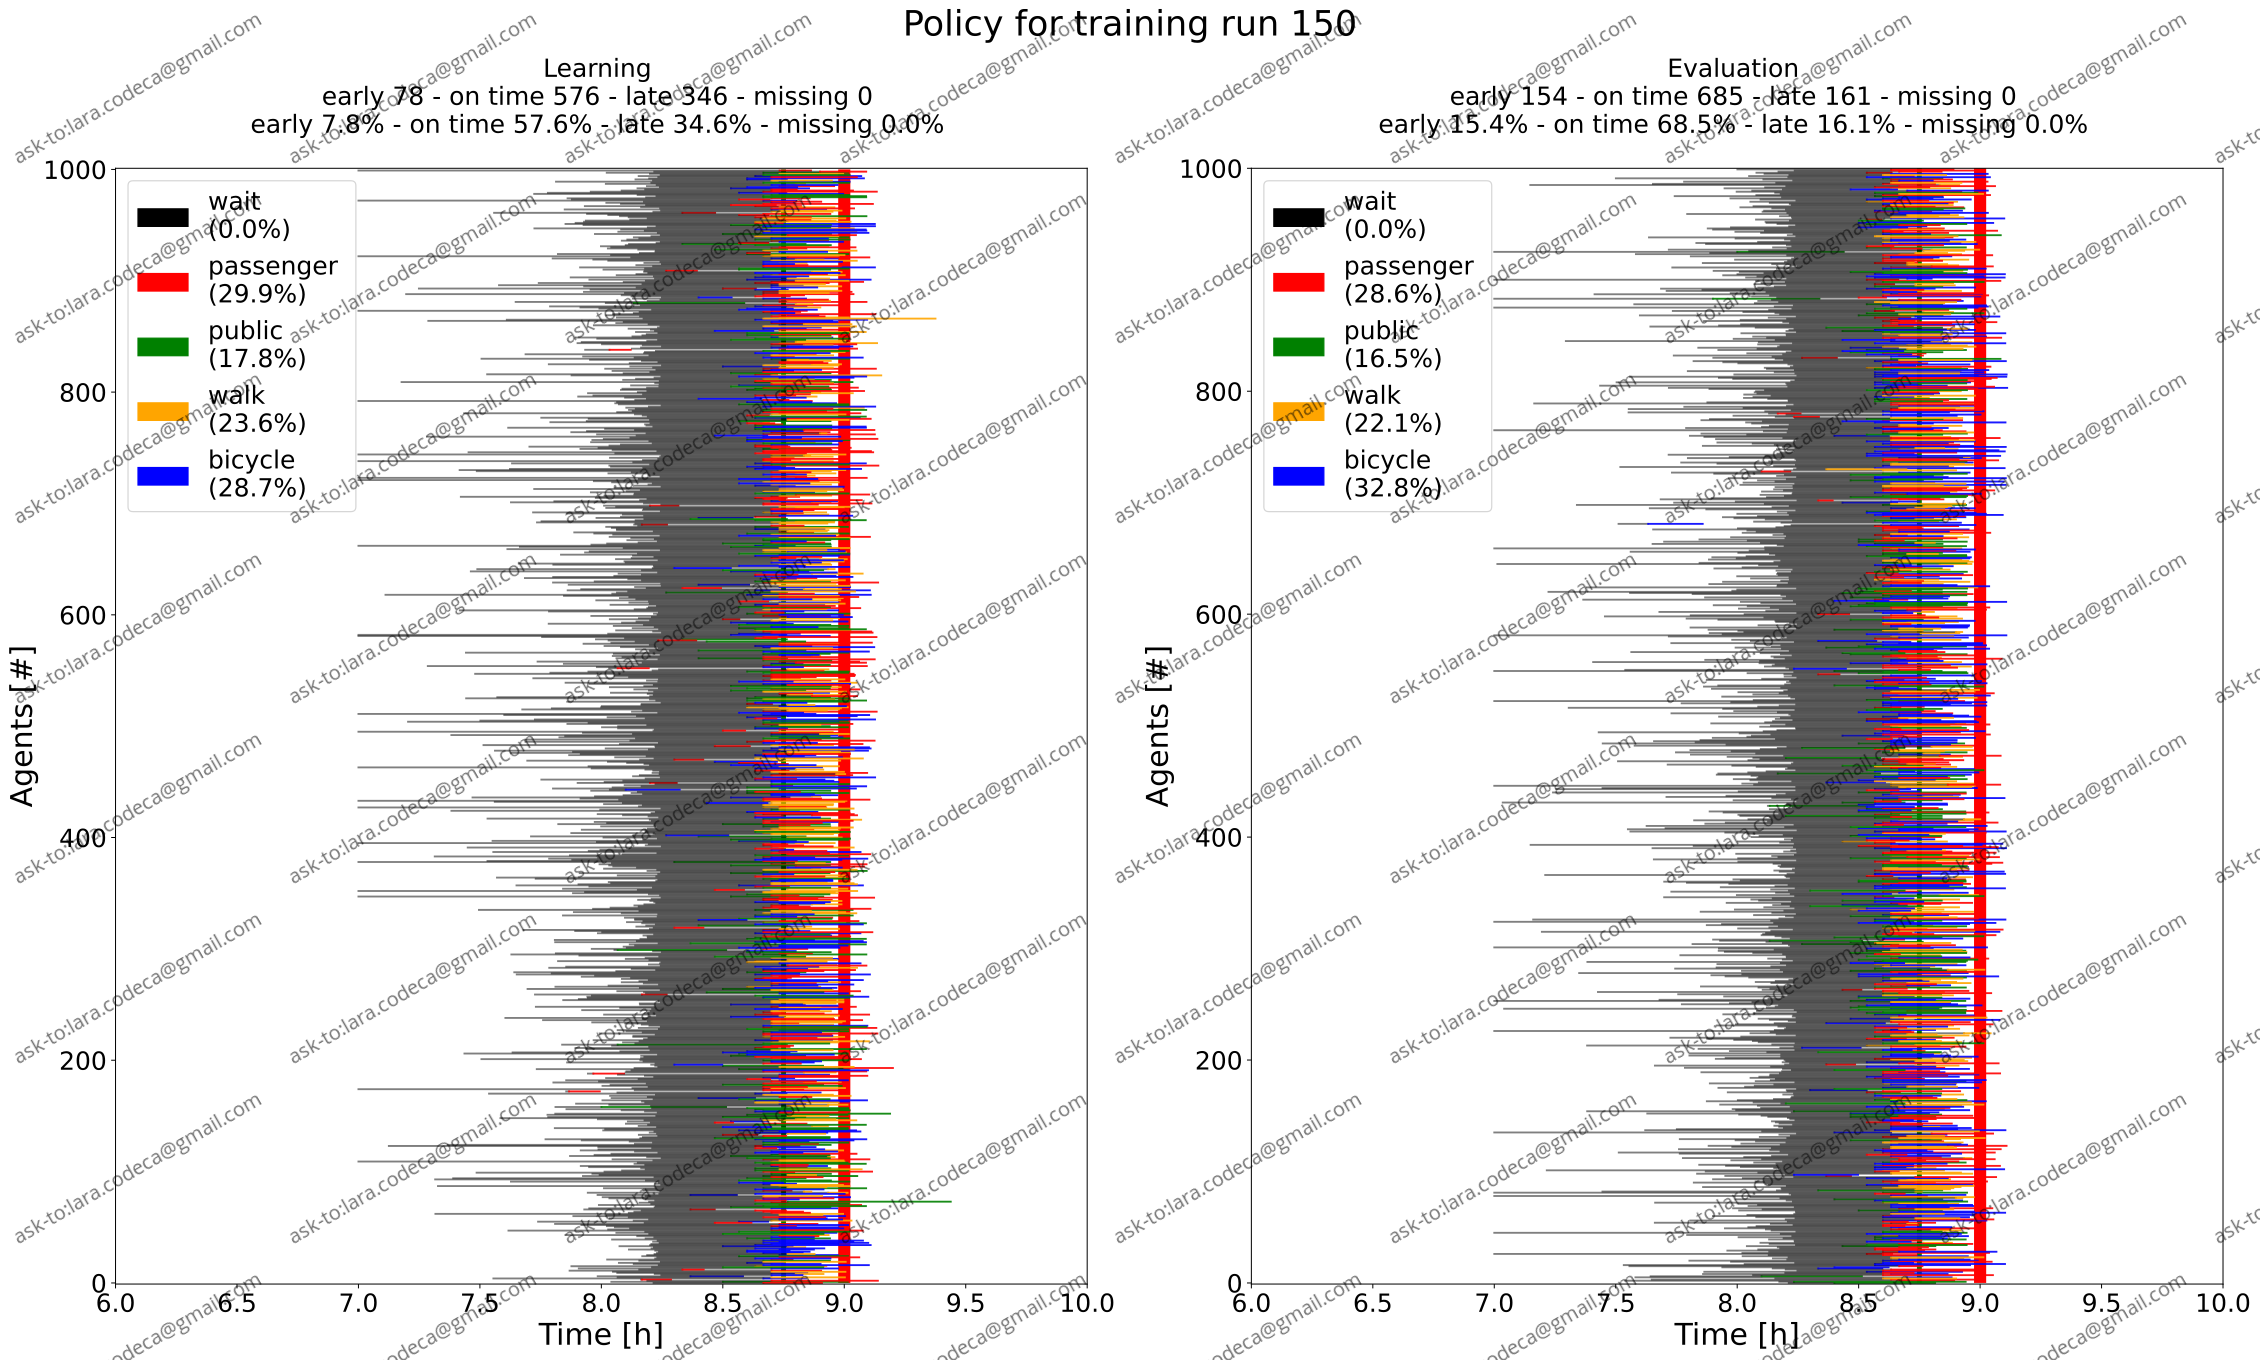 Policy for training run 150
Learning
early 78 - on time 576 - late 346 - missing 0
early 7.8% - on time 57.6% - late 34.6% - missing 0.0%
1000
800
600
400
200
0
Agents [#]
wait
(0.0%)
passenger
(29.9%)
public
(17.8%)
walk
(23.6%)
bicycle
(28.7%)
6.0 6.5 7.0 7.5 8.0 8.5 9.0 9.5 10.0
Time [h]
Evaluation
early 154 - on time 685 - late 161 - missing 0
early 15.4% - on time 68.5% - late 16.1% - missing 0.0%
1000
800
600
400
200
0
Agents [#]
wait
(0.0%)
passenger
(28.6%)
public
(16.5%)
walk
(22.1%)
bicycle
(32.8%)
6.0 6.5 7.0 7.5 8.0 8.5 9.0 9.5 10.0
Time [h]
ask-to:lara.codeca@gmail.com